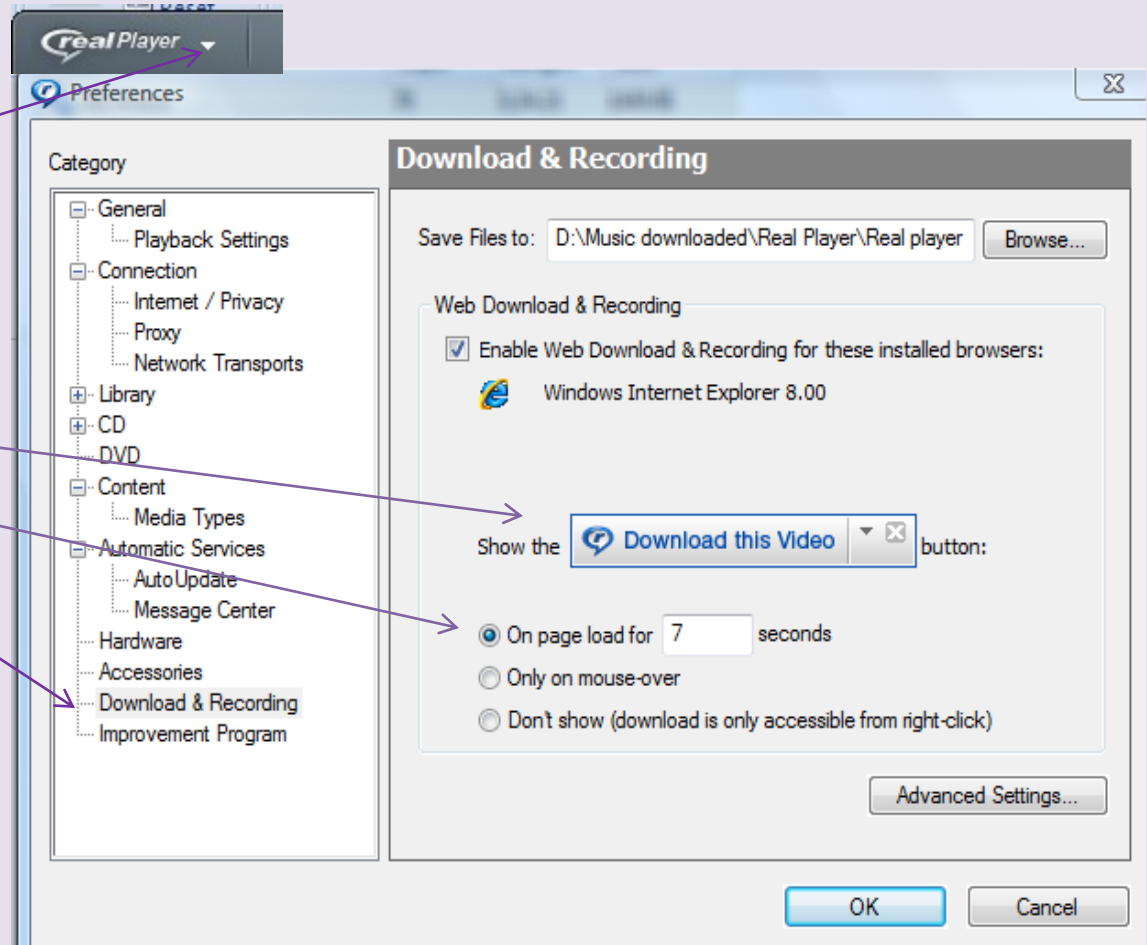 Reset
realPlayer
Preferences
Category
General
Playback Settings
Connection
Internet / Privacy
Proxy
Network Transports
Library
CD
DVD
Content
Media Types
Automatic Services
AutoUpdate
Message Center
Hardware
Accessories
Download & Recording
Improvement Program
Download & Recording
Save Files to: D:\Music downloaded\Real Player\Real player Browse...
Web Download & Recording
Enable Web Download & Recording for these installed browsers:
Windows Internet Explorer 8.00
Show the Download this Video button:
On page load for 7 seconds
Only on mouse-over
Don't show (download is only accessible from right-click)
Advanced Settings...
OK Cancel